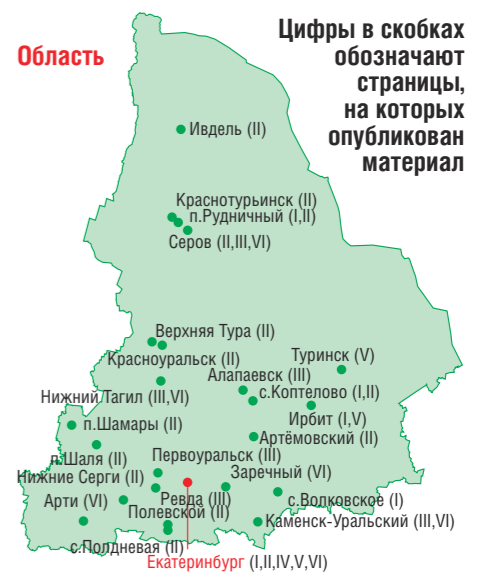 Область
Цифры в скобках
обозначают
страницы,
на которых
опубликован
материал
Ивдель (II)
Краснотурьинск (II)
п.Рудничный (I,II)
Серов (II,III,VI)
Верхняя Тура (II)
Красноуральск (II)
Туринск (V)
Алапаевск (III)
Нижний Тагил (III,VI)
с.Коптелово (I,II)
Ирбит (I,V)
п.Шамары (II)
Артёмовский (II)
п.Шаля (II)
Первоуральск (III)
Нижние Серги (II)
Заречный (VI)
Арти (VI)
Ревда (III)
с.Волковское (I)
Полевской (II)
Каменск-Уральский (III,VI)
с.Полдневая (II)
Екатеринбург (I,II,IV,V,VI)